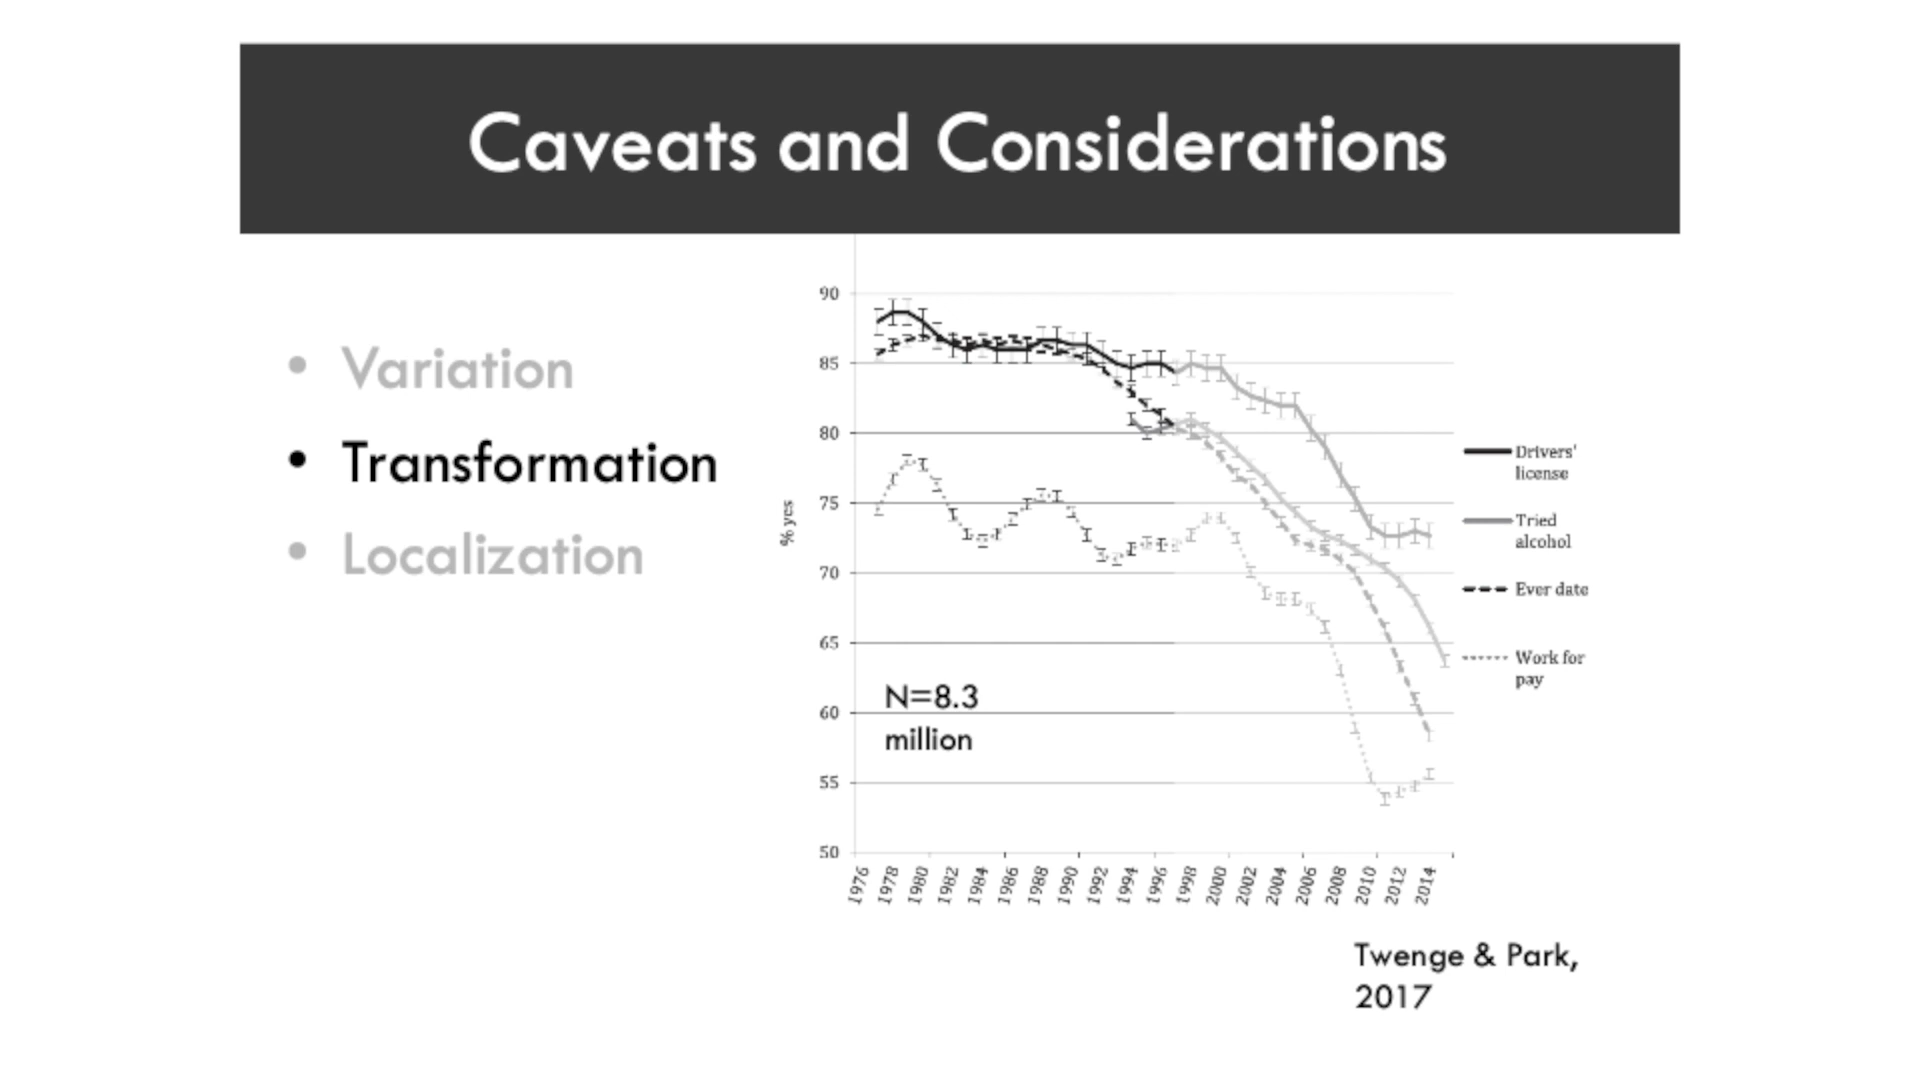 Caveats and Considerations
• Variation
• Transformation
• Localization
90
85
80
75
70
65
60
55
50
% yes
N=8.3
million
Drivers'
license
Tried
alcohol
Ever date
Work for
pay
1976
1978
1980
1982
1984
1986
1988
1990
1992
1994
1996
1998
2000
2002
2004
2006
2008
2010
2012
2014
Twenge & Park,
2017